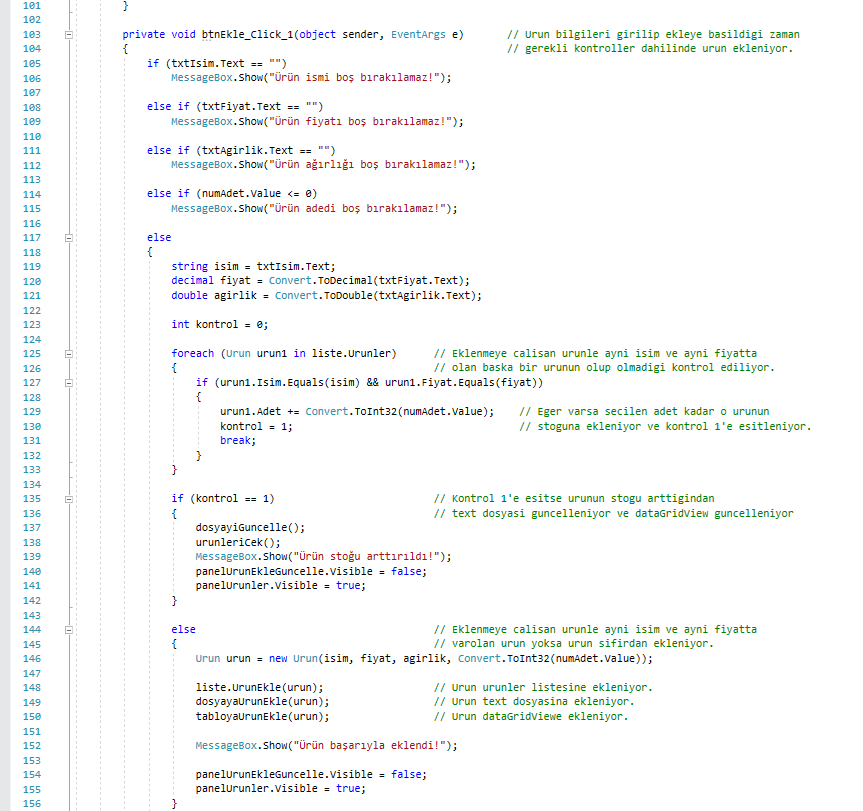 101 }
102
103 private void btnEkle_Click_1(object sender, EventArgs e) // Urun bilgileri girilip ekleye basildigi zaman
104 { // gerekli kontroller dahilinde urun ekleniyor.
105 if (txtIsim.Text == "")
106 MessageBox.Show("Ürün ismi boş bırakılamaz!");
107
108 else if (txtFiyat.Text == "")
109 MessageBox.Show("Ürün fiyatı boş bırakılamaz!");
110
111 else if (txtAgirlik.Text == "")
112 MessageBox.Show("Ürün ağırlığı boş bırakılamaz!");
113
114 else if (numAdet.Value <= 0)
115 MessageBox.Show("Ürün adedi boş bırakılamaz!");
116
117 else
118 {
119 string isim = txtIsim.Text;
120 decimal fiyat = Convert.ToDecimal(txtFiyat.Text);
121 double agirlik = Convert.ToDouble(txtAgirlik.Text);
122
123 int kontrol = 0;
124
125 foreach (Urun urun1 in liste.Urunler) // Eklenmeye calisan urunle ayni isim ve ayni fiyatta
126 { // olan baska bir urunun olup olmadigi kontrol ediliyor.
127 if (urun1.Isim.Equals(isim) && urun1.Fiyat.Equals(fiyat))
128 {
129 urun1.Adet += Convert.ToInt32(numAdet.Value); // Eger varsa secilen adet kadar o urunun
130 kontrol = 1; // stoguna ekleniyor ve kontrol 1'e esitleniyor.
131 break;
132 }
133 }
134
135 if (kontrol == 1) // Kontrol 1'e esitse urunun stogu arttigindan
136 { // text dosyasi guncelleniyor ve dataGridView guncelleniyor
137 dosyayiGuncelle();
138 urunleriCek();
139 MessageBox.Show("Ürün stoğu arttırıldı!");
140 panelUrunEkleGuncelle.Visible = false;
141 panelUrunler.Visible = true;
142 }
143
144 else // Eklenmeye calisan urunle ayni isim ve ayni fiyatta
145 { // varolan urun yoksa urun sifirdan ekleniyor.
146 Urun urun = new Urun(isim, fiyat, agirlik, Convert.ToInt32(numAdet.Value));
147
148 liste.UrunEkle(urun); // Urun urunler listesine ekleniyor.
149 dosyayaUrunEkle(urun); // Urun text dosyasina ekleniyor.
150 tabloyaUrunEkle(urun); // Urun dataGridViewe ekleniyor.
151
152 MessageBox.Show("Ürün başarıyla eklendi!");
153
154 panelUrunEkleGuncelle.Visible = false;
155 panelUrunler.Visible = true;
156 }